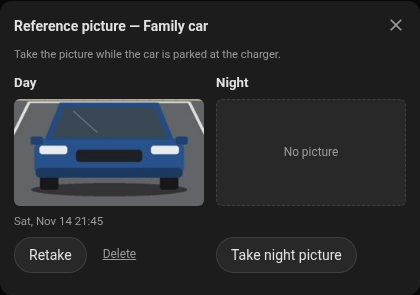 Reference picture — Family car
Take the picture while the car is parked at the charger.
Day
Night
No picture
Sat, Nov 14 21:45
Retake
Delete
Take night picture